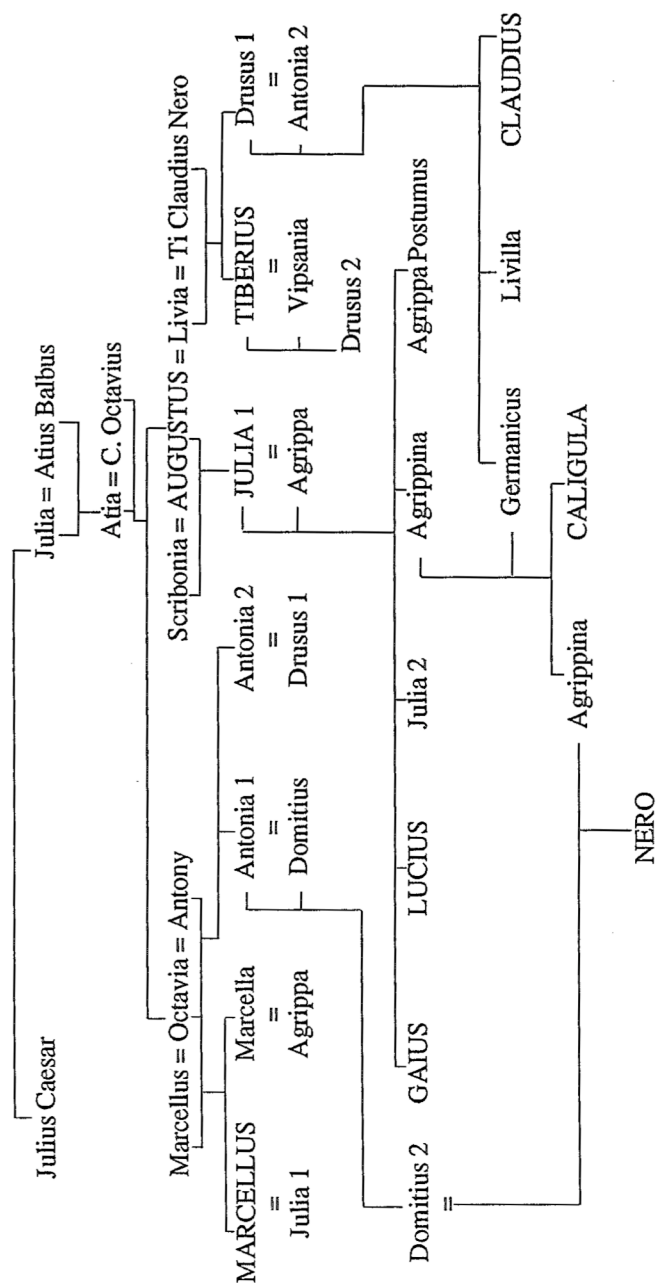 Julius Caesar Julia = Atius Balbus
Atia = C. Octavius
Marcellus = Octavia = Antony Scribonia = AUGUSTUS = Livia = Ti Claudius Nero
MARCELLUS Marcella Antonia 1 Antonia 2 JULIA 1 TIBERIUS Drusus 1
= = = = = = =
Julia 1 Agrippa Domitius Drusus 1 Agrippa Vipsania Antonia 2
Drusus 2
Domitius 2 GAIUS LUCIUS Julia 2 Agrippina Agrippa Postumus
=
Germanicus Livilla CLAUDIUS
Agrippina CALIGULA
NERO